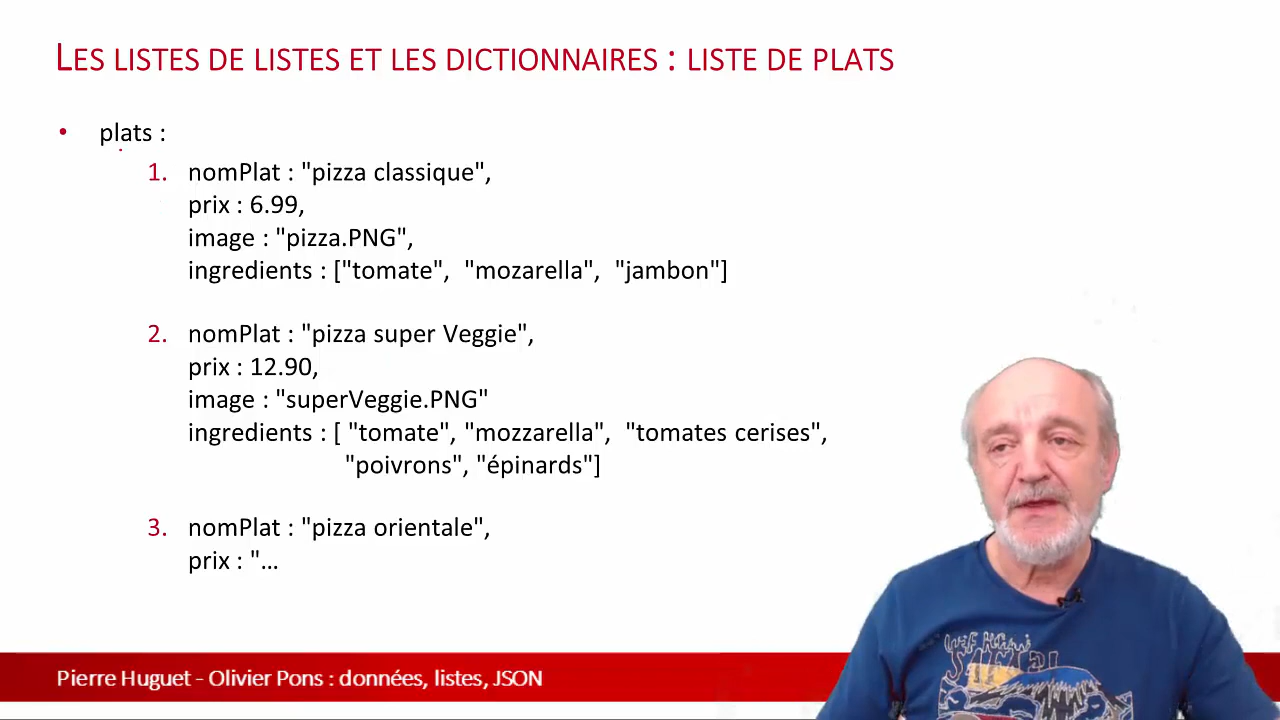 LES LISTES DE LISTES ET LES DICTIONNAIRES : LISTE DE PLATS
• plats :
1. nomPlat : "pizza classique",
prix : 6.99,
image : "pizza.PNG",
ingredients : ["tomate", "mozarella", "jambon"]
2. nomPlat : "pizza super Veggie",
prix : 12.90,
image : "superVeggie.PNG"
ingredients : [ "tomate", "mozzarella", "tomates cerises",
"poivrons", "épinards"]
3. nomPlat : "pizza orientale",
prix : "...
Pierre Huguet - Olivier Pons : données, listes, JSON